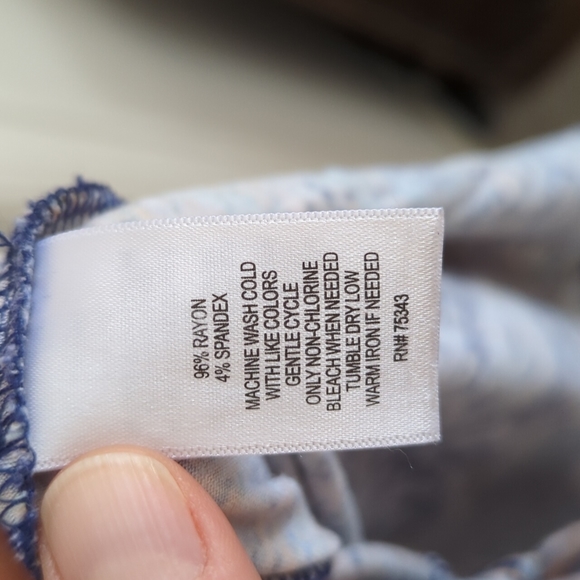 96% RAYON
4% SPANDEX
MACHINE WASH COLD
WITH LIKE COLORS
GENTLE CYCLE
ONLY NON-CHLORINE
BLEACH WHEN NEEDED
TUMBLE DRY LOW
WARM IRON IF NEEDED
RN# 75343